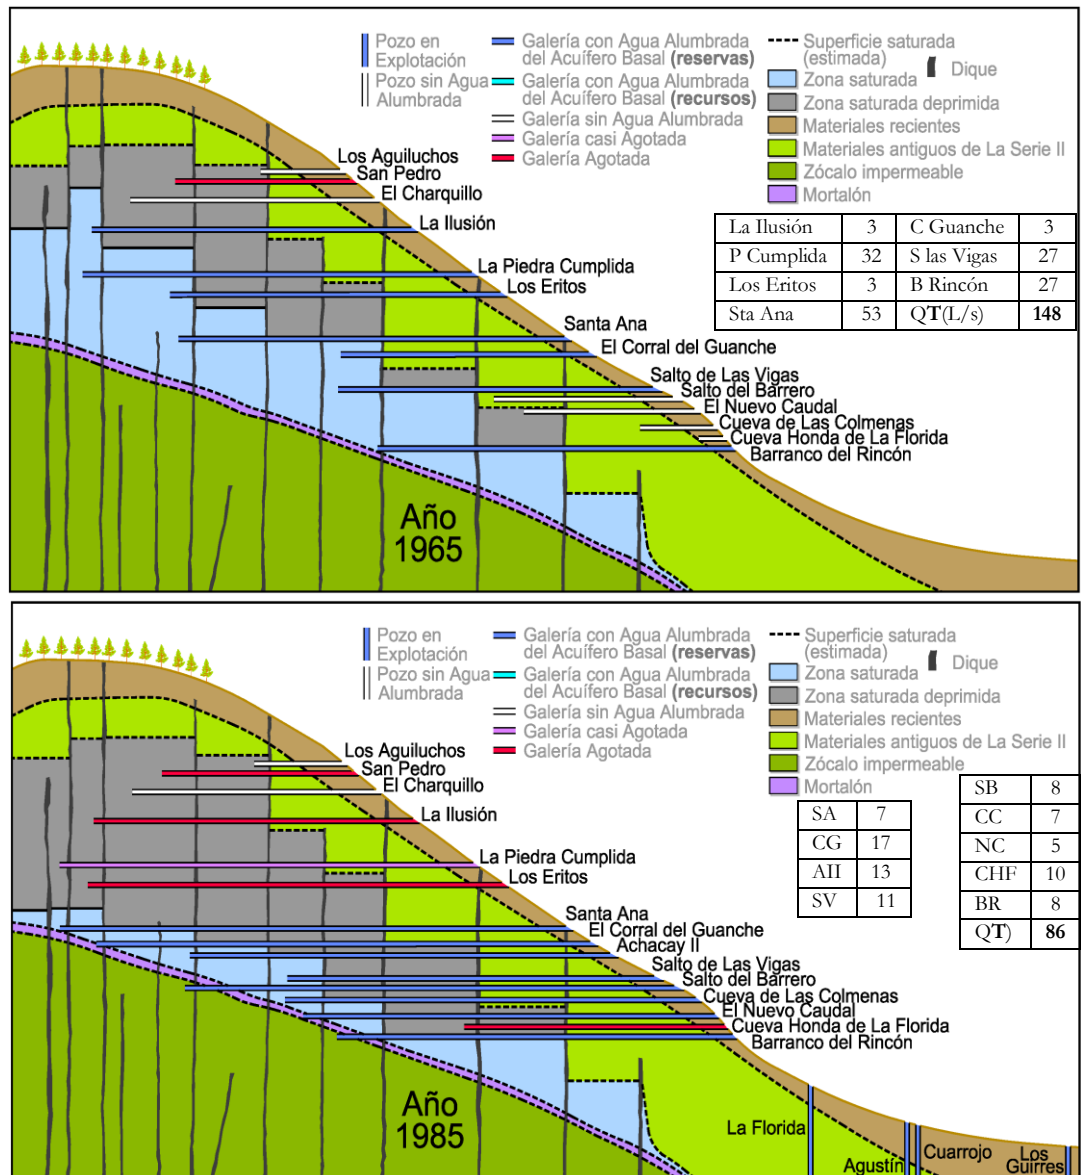 Pozo en
Explotación
Pozo sin Agua
Alumbrada
Galería con Agua Alumbrada
del Acuífero Basal (reservas)
Galería con Agua Alumbrada
del Acuífero Basal (recursos)
Galería sin Agua Alumbrada
Galería casi Agotada
Galería Agotada
Superficie saturada
(estimada)
Zona saturada
Dique
Zona saturada deprimida
Materiales recientes
Materiales antiguos de La Serie II
Zócalo impermeable
Mortalón
La Ilusión 3 C Guanche 3
P Cumplida 32 S las Vigas 27
Los Eritos 3 B Rincón 27
Sta Ana 53 QT(L/s) 148
Los Aguiluchos
San Pedro
El Charquillo
La Ilusión
La Piedra Cumplida
Los Eritos
Santa Ana
El Corral del Guanche
Salto de Las Vigas
Salto del Barrero
El Nuevo Caudal
Cueva de Las Colmenas
Cueva Honda de La Florida
Barranco del Rincón
Año
1965
Pozo en
Explotación
Pozo sin Agua
Alumbrada
Galería con Agua Alumbrada
del Acuífero Basal (reservas)
Galería con Agua Alumbrada
del Acuífero Basal (recursos)
Galería sin Agua Alumbrada
Galería casi Agotada
Galería Agotada
Superficie saturada
(estimada)
Zona saturada
Dique
Zona saturada deprimida
Materiales recientes
Materiales antiguos de La Serie II
Zócalo impermeable
Mortalón
SA 7
CG 17
AII 13
SV 11
SB 8
CC 7
NC 5
CHF 10
BR 8
QT) 86
Los Aguiluchos
San Pedro
El Charquillo
La Ilusión
La Piedra Cumplida
Los Eritos
Santa Ana
El Corral del Guanche
Achacay II
Salto de Las Vigas
Salto del Barrero
Cueva de Las Colmenas
El Nuevo Caudal
Cueva Honda de La Florida
Barranco del Rincón
Año
1985
La Florida
Agustín
Cuarrojo
Los
Guirres